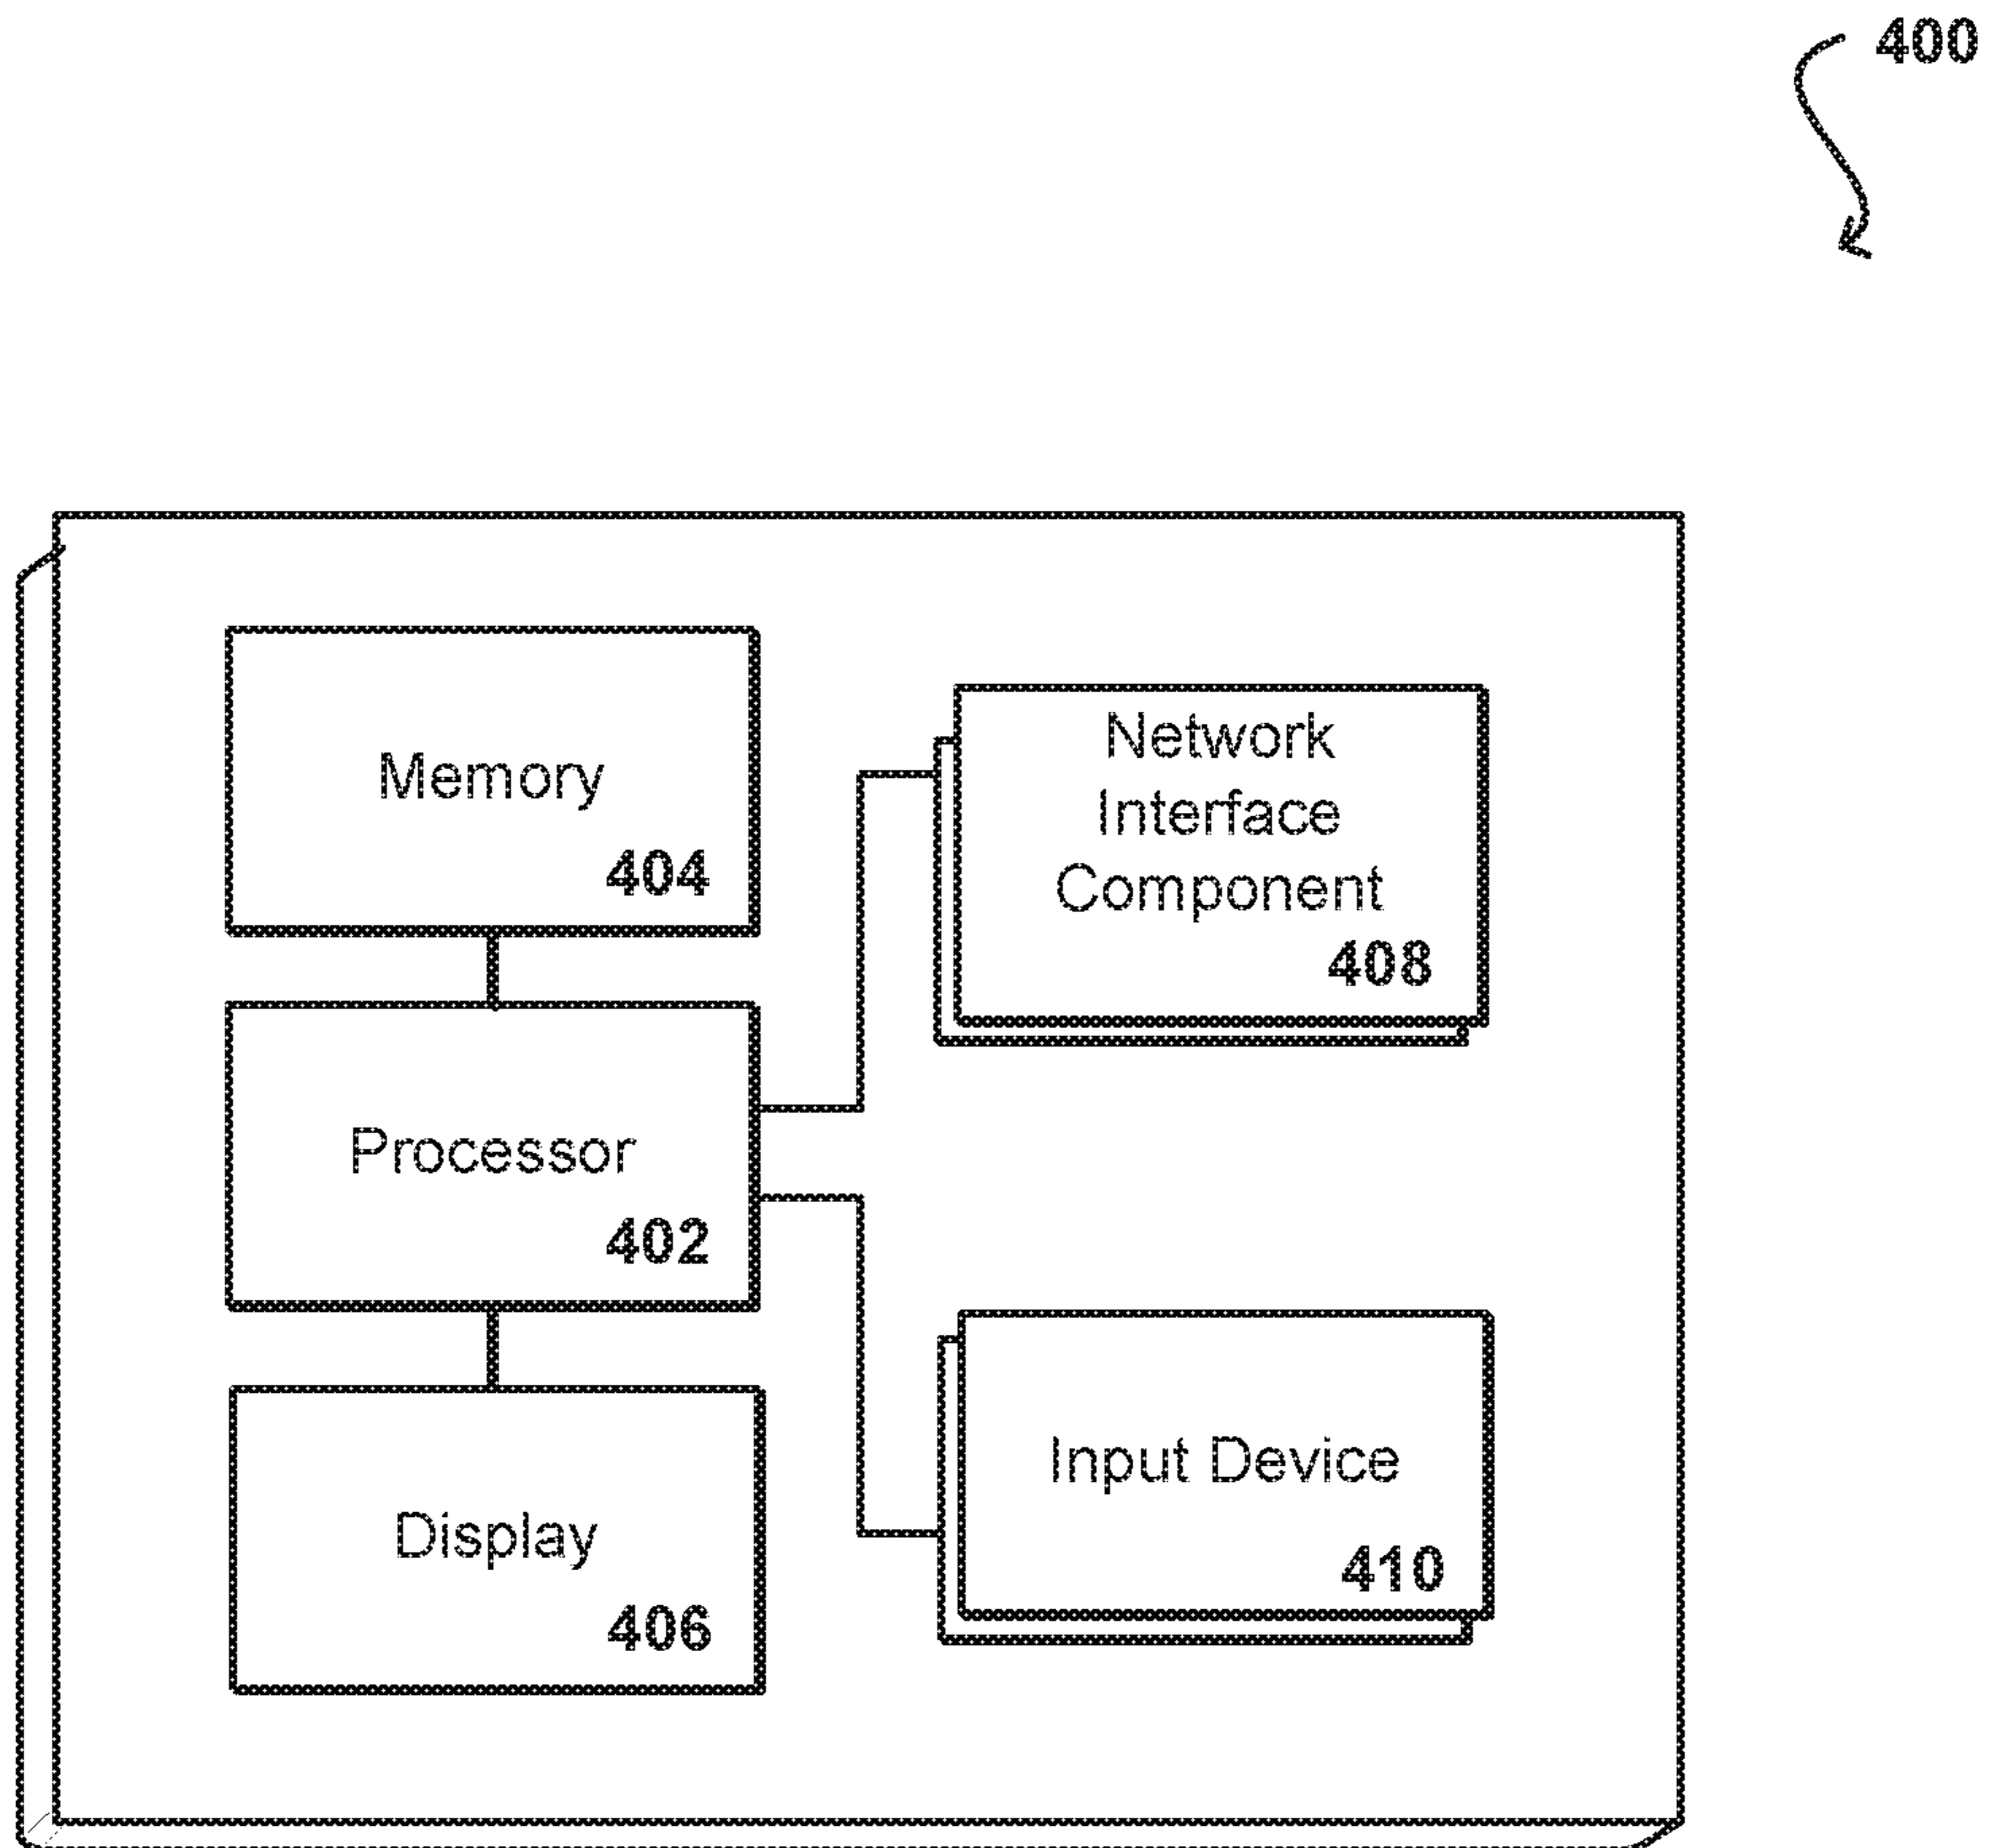 400
Memory
404
Network
Interface
Component
408
Processor
402
Input Device
410
Display
406